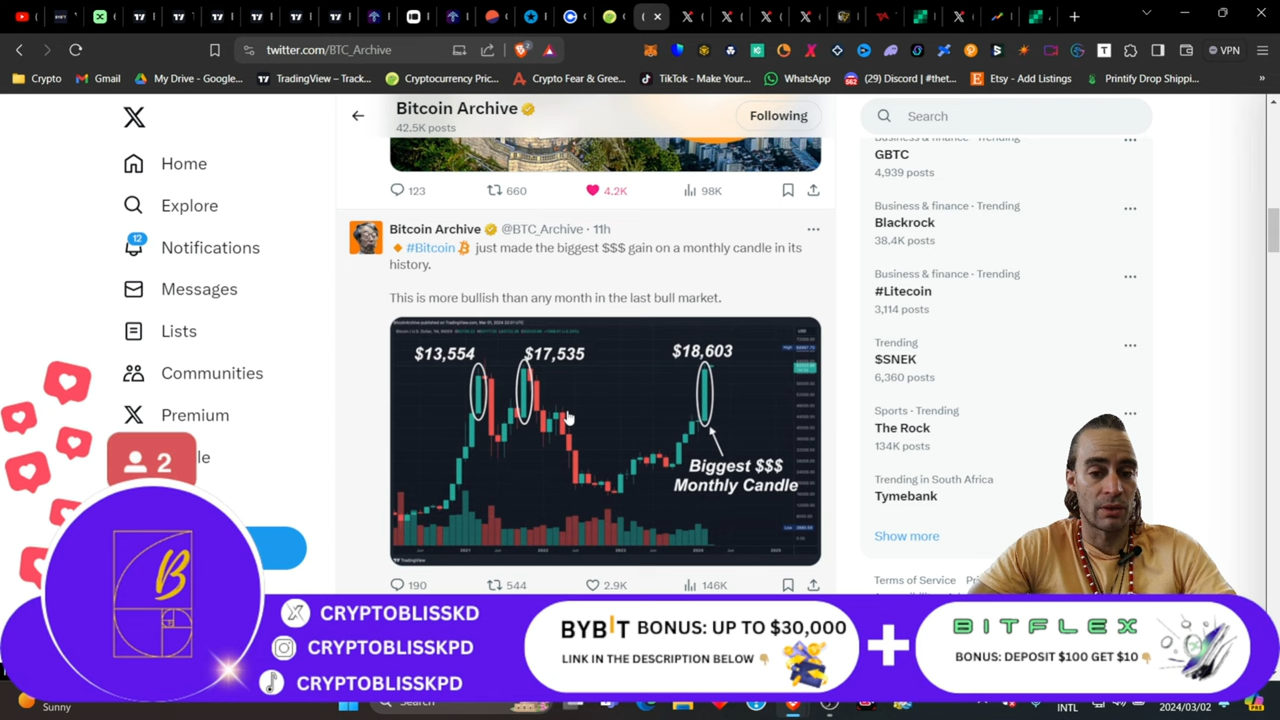 twitter.com/BTC_Archive
VPN
Crypto
Gmail
My Drive - Google...
TradingView – Track...
Cryptocurrency Pric...
Crypto Fear & Gree...
TikTok - Make Your...
WhatsApp
(29) Discord | #thet...
Etsy - Add Listings
Printify Drop Shippi...
Bitcoin Archive
42.5K posts
Following
Search
Home
Explore
12
Notifications
Messages
Lists
Communities
Premium
le
2
123
660
4.2K
98K
Bitcoin Archive @BTC_Archive · 11h
#Bitcoin just made the biggest $$$ gain on a monthly candle in its
history.
This is more bullish than any month in the last bull market.
$13,554
$17,535
$18,603
Biggest $$$
Monthly Candle
TradingView
190
544
2.9K
146K
Business & finance · Trending
GBTC
4,939 posts
Business & finance · Trending
Blackrock
38.4K posts
Business & finance · Trending
#Litecoin
3,114 posts
Trending
$SNEK
6,360 posts
Sports · Trending
The Rock
134K posts
Trending in South Africa
Tymebank
Show more
Terms of Service
B
CRYPTOBLISSKD
CRYPTOBLISSKPD
CRYPTOBLISSKPD
BYBIT BONUS: UP TO $30,000
LINK IN THE DESCRIPTION BELOW
BITFLEX
BONUS: DEPOSIT $100 GET $10
Sunny
Search
INTL
2024/03/02